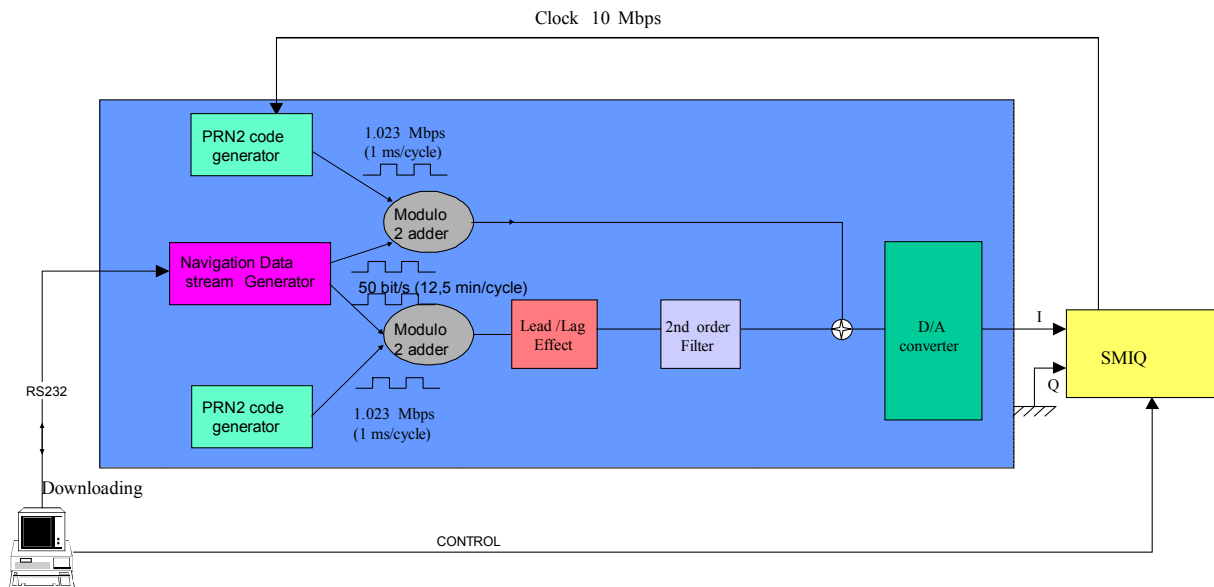 Clock 10 Mbps
PRN2 code
generator
1.023 Mbps
(1 ms/cycle)
Modulo
2 adder
Navigation Data
stream Generator
50 bit/s (12,5 min/cycle)
Modulo
2 adder
Lead /Lag
Effect
2nd order
Filter
D/A
converter
I
Q
SMIQ
RS232
PRN2 code
generator
1.023 Mbps
(1 ms/cycle)
Downloading
CONTROL